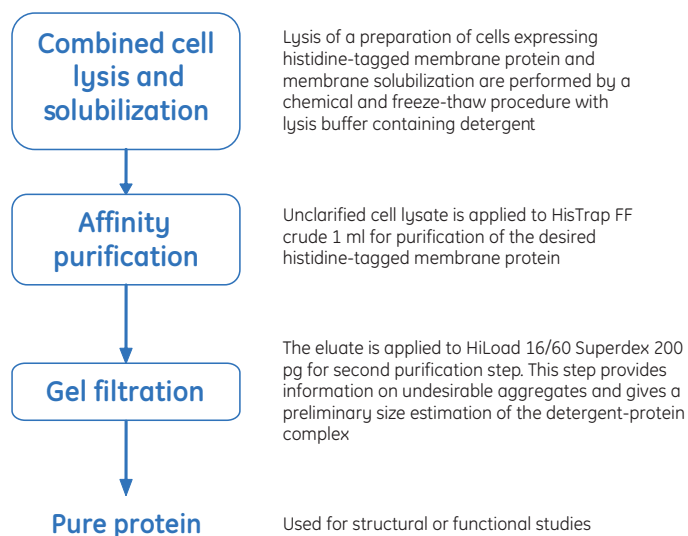 Combined cell
lysis and
solubilization
Lysis of a preparation of cells expressing
histidine-tagged membrane protein and
membrane solubilization are performed by a
chemical and freeze-thaw procedure with
lysis buffer containing detergent
Affinity
purification
Unclarified cell lysate is applied to HisTrap FF
crude 1 ml for purification of the desired
histidine-tagged membrane protein
Gel filtration
The eluate is applied to HiLoad 16/60 Superdex 200
pg for second purification step. This step provides
information on undesirable aggregates and gives a
preliminary size estimation of the detergent-protein
complex
Pure protein
Used for structural or functional studies